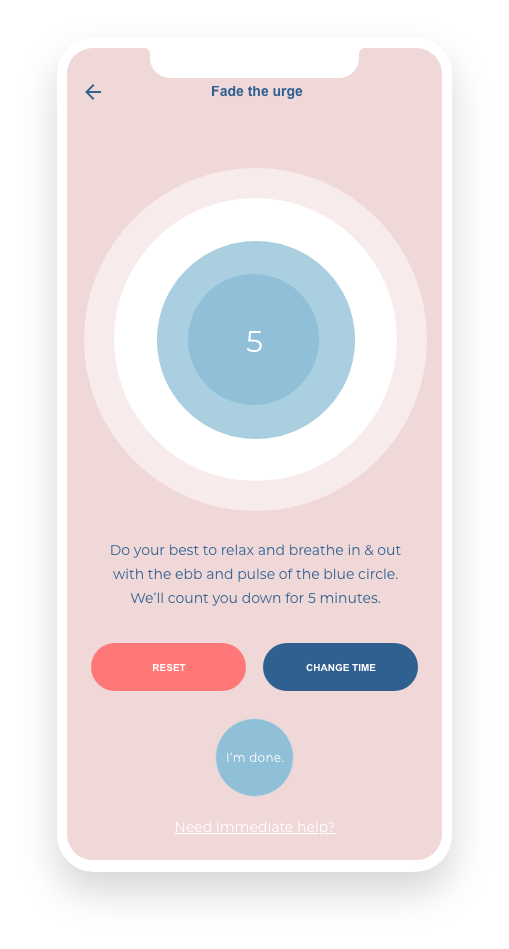 Fade the urge
5
Do your best to relax and breathe in & out
with the ebb and pulse of the blue circle.
We'll count you down for 5 minutes.
RESET
CHANGE TIME
I'm done.
Need immediate help?